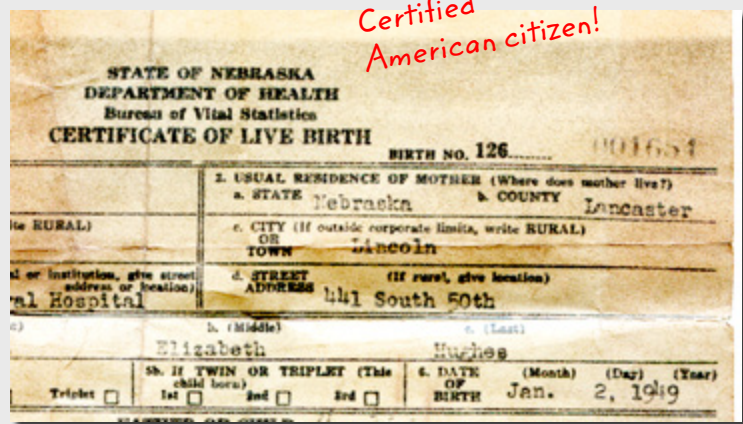 Certified
American citizen!
STATE OF NEBRASKA
DEPARTMENT OF HEALTH
Bureau of Vital Statistics
CERTIFICATE OF LIVE BIRTH
BIRTH NO. 126........ 001651
2. USUAL RESIDENCE OF MOTHER (Where does mother live?)
a. STATE Nebraska b. COUNTY Lancaster
ite RURAL) c. CITY (If outside corporate limits, write RURAL)
OR
TOWN Lincoln
al or institution, give street d. STREET (If rural, give location)
address or location) ADDRESS 441 South 50th
ral Hospital
b. (Middle) c. (Last)
Elizabeth Hughes
5b. If TWIN OR TRIPLET (This 6. DATE (Month) (Day) (Year)
child born) OF
Triplet 1st 2nd 3rd BIRTH Jan. 2, 1949